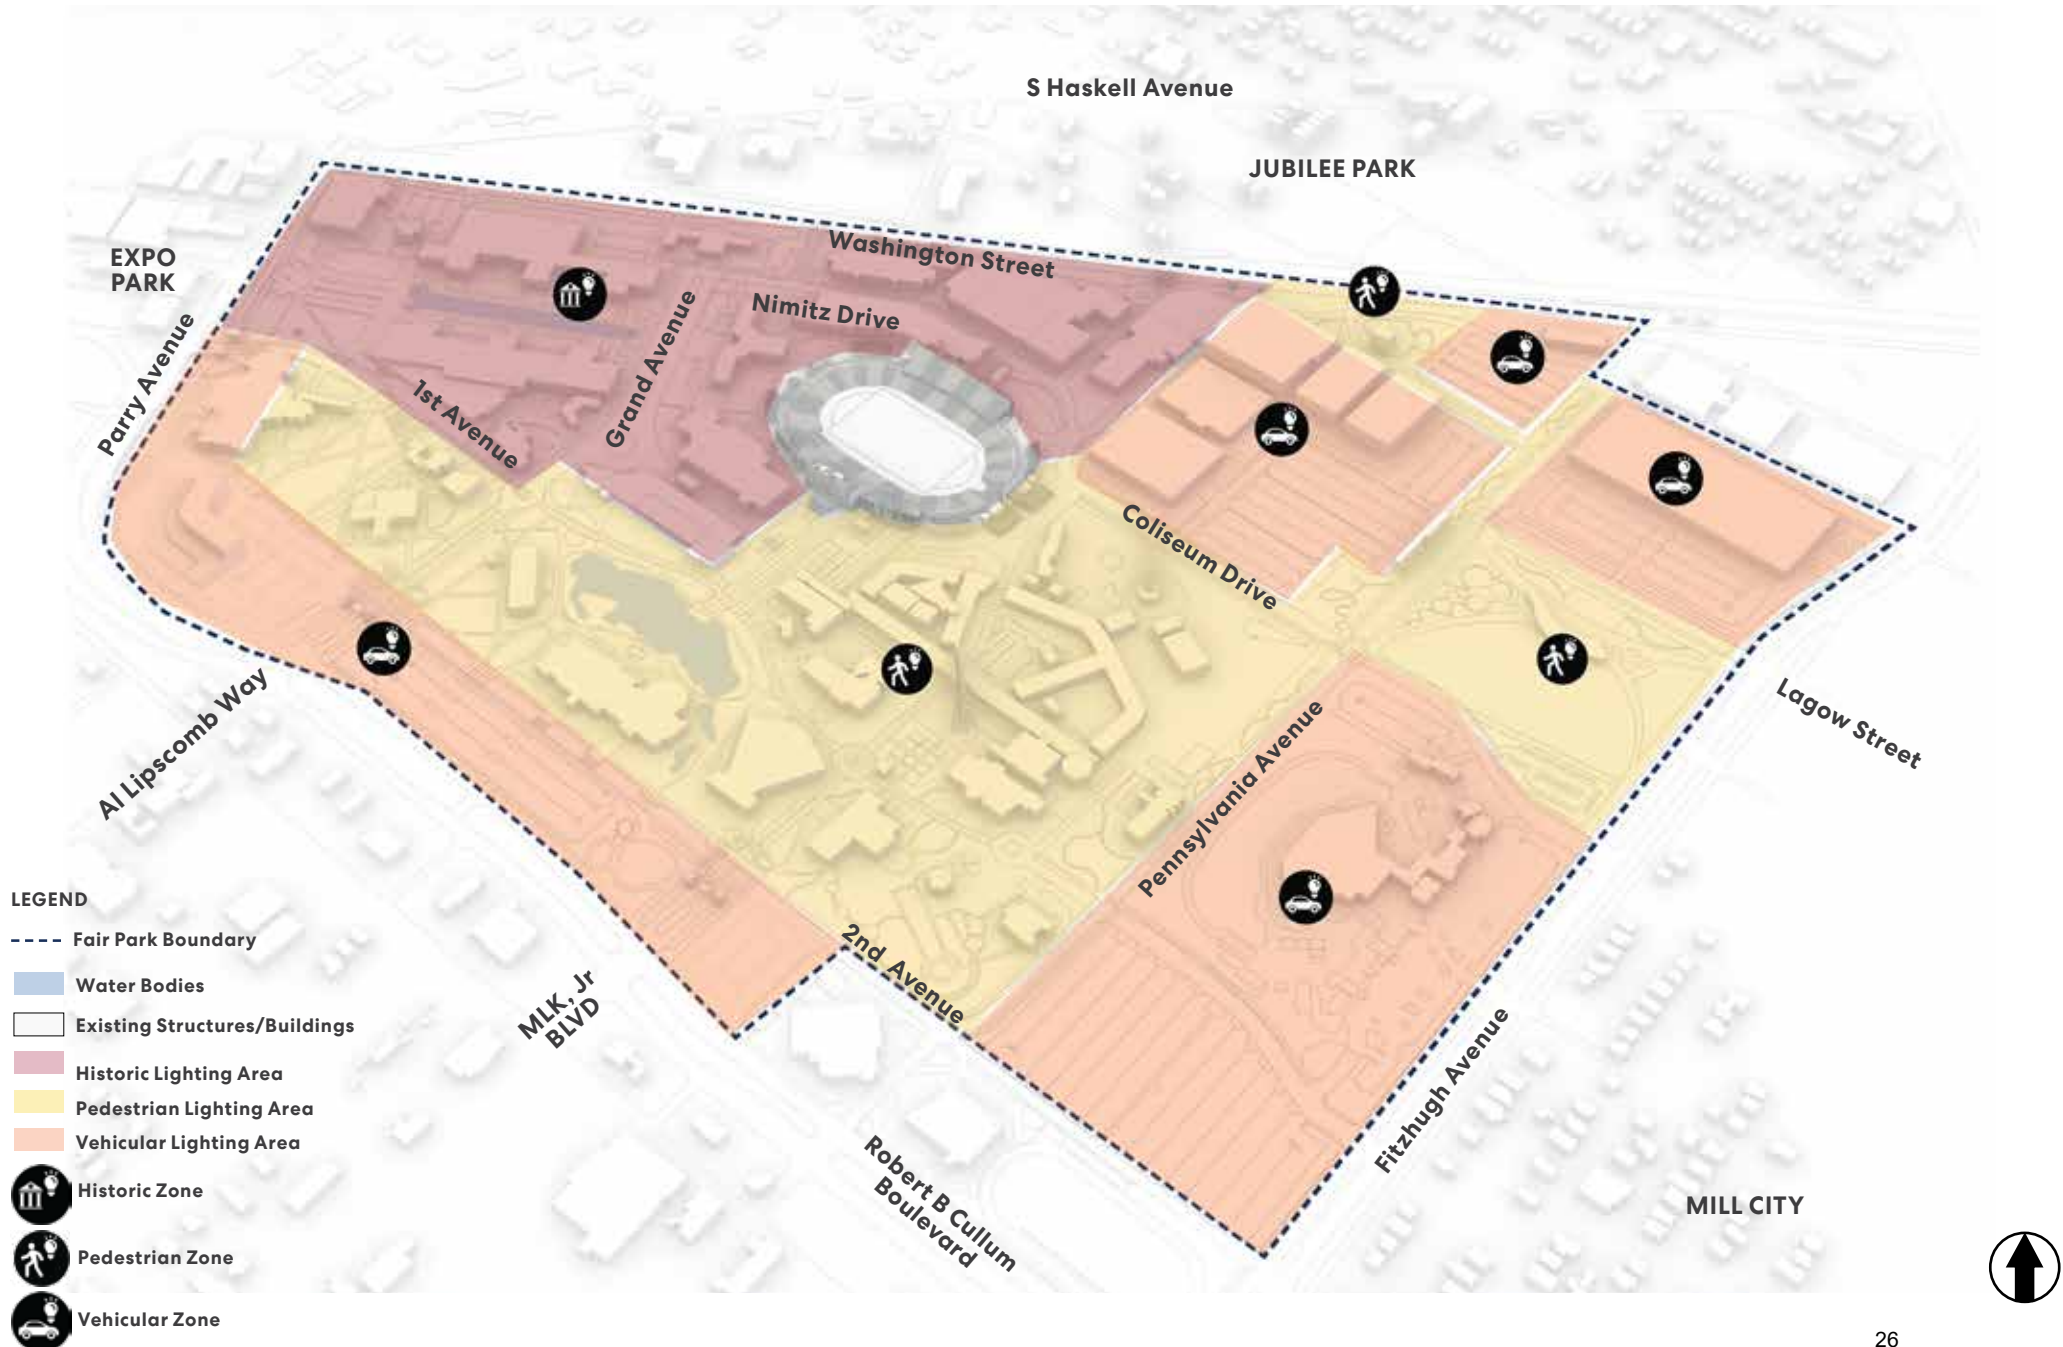 S Haskell Avenue
JUBILEE PARK
EXPO
PARK
Washington Street
Nimitz Drive
Grand Avenue
Parry Avenue
1st Avenue
Coliseum Drive
Pennsylvania Avenue
Lagow Street
Al Lipscomb Way
2nd Avenue
MLK, Jr
BLVD
Robert B Cullum
Boulevard
Fitzhugh Avenue
MILL CITY
LEGEND
Fair Park Boundary
Water Bodies
Existing Structures/Buildings
Historic Lighting Area
Pedestrian Lighting Area
Vehicular Lighting Area
Historic Zone
Pedestrian Zone
Vehicular Zone
26